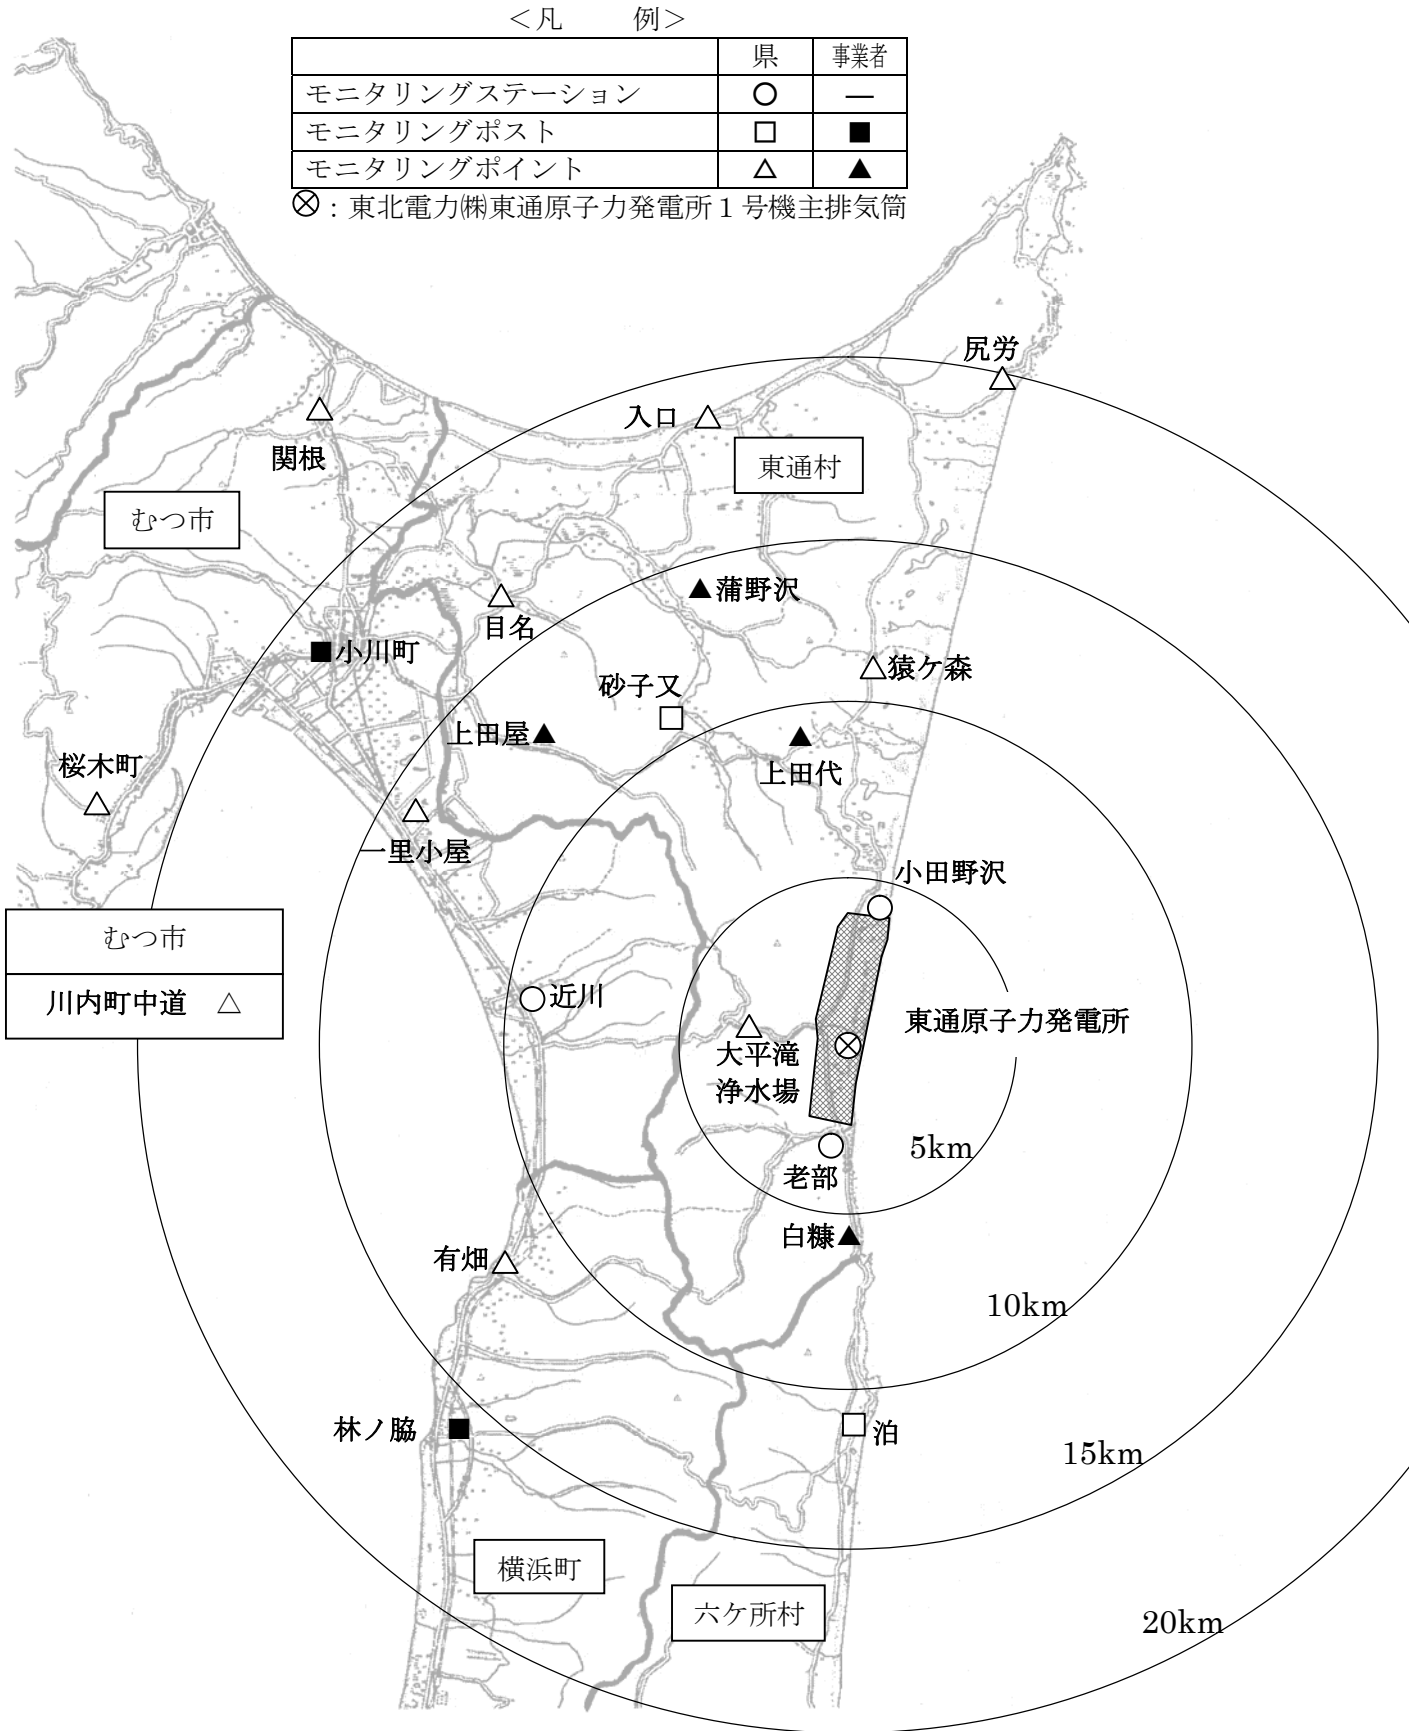 ＜凡　　例＞
県　事業者
モニタリングステーション　○　―
モニタリングポスト　□　■
モニタリングポイント　△　▲
⊗：東北電力㈱東通原子力発電所１号機主排気筒
尻労
入口
関根
東通村
むつ市
蒲野沢
目名
小川町
猿ケ森
砂子又
上田屋
上田代
桜木町
一里小屋
小田野沢
むつ市
川内町中道　△
近川
東通原子力発電所
大平滝
浄水場
5km
老部
白糠
有畑
10km
林ノ脇
泊
15km
横浜町
六ケ所村
20km